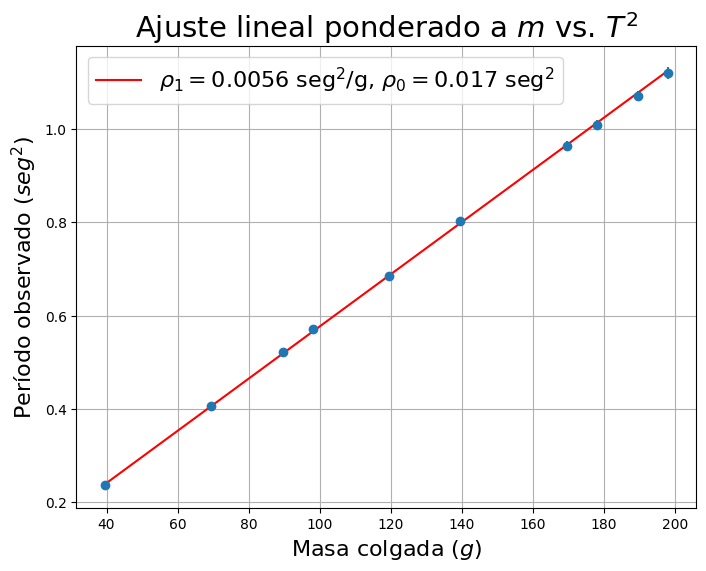 Ajuste lineal ponderado a m vs. T²
ρ₁ = 0.0056 seg²/g, ρ₀ = 0.017 seg²
Período observado (seg²)
1.0
0.8
0.6
0.4
0.2
40 60 80 100 120 140 160 180 200
Masa colgada (g)